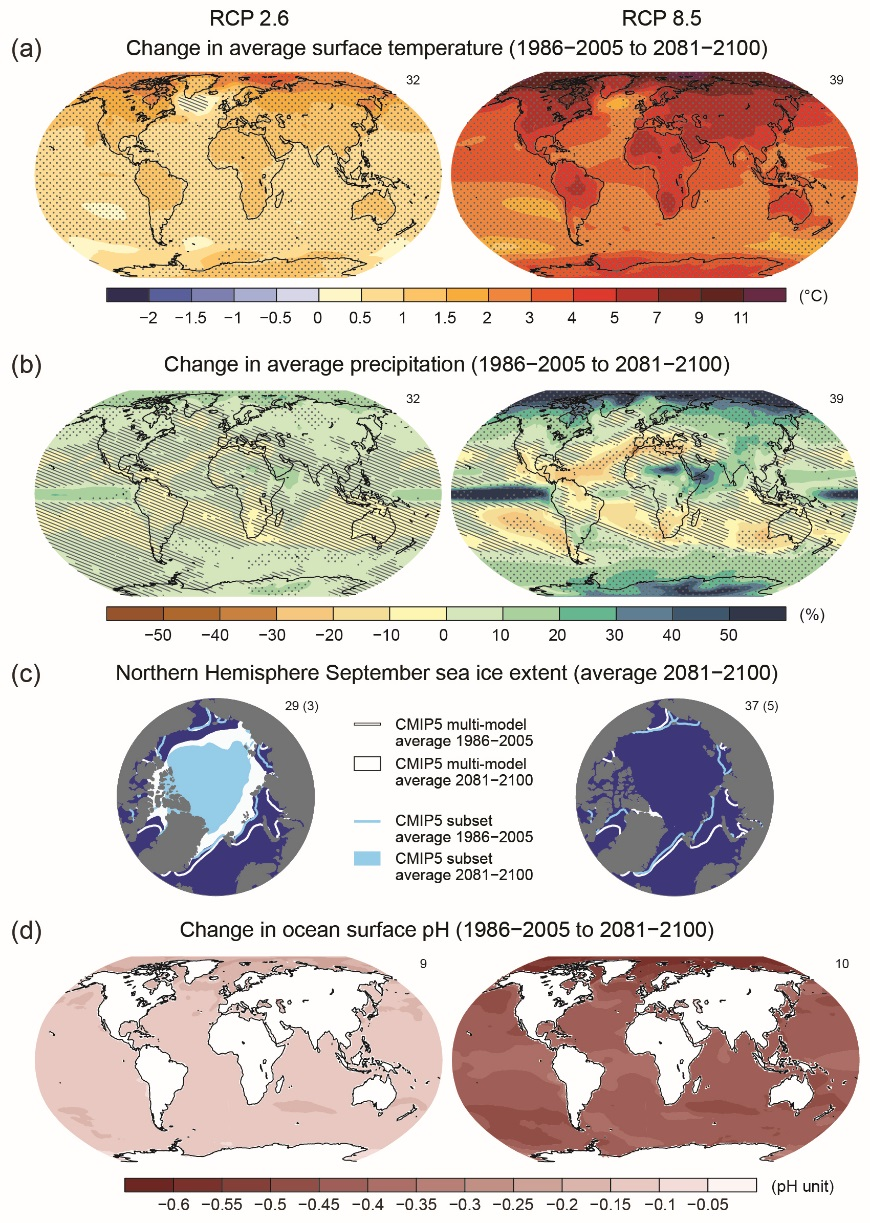 RCP 2.6
RCP 8.5
(a)
Change in average surface temperature (1986−2005 to 2081−2100)
32
39
−2 −1.5 −1 −0.5 0 0.5 1 1.5 2 3 4 5 7 9 11
(°C)
(b)
Change in average precipitation (1986−2005 to 2081−2100)
32
39
−50 −40 −30 −20 −10 0 10 20 30 40 50
(%)
(c)
Northern Hemisphere September sea ice extent (average 2081−2100)
29 (3)
37 (5)
CMIP5 multi-model
average 1986−2005
CMIP5 multi-model
average 2081−2100
CMIP5 subset
average 1986−2005
CMIP5 subset
average 2081−2100
(d)
Change in ocean surface pH (1986−2005 to 2081−2100)
9
10
−0.6 −0.55 −0.5 −0.45 −0.4 −0.35 −0.3 −0.25 −0.2 −0.15 −0.1 −0.05
(pH unit)